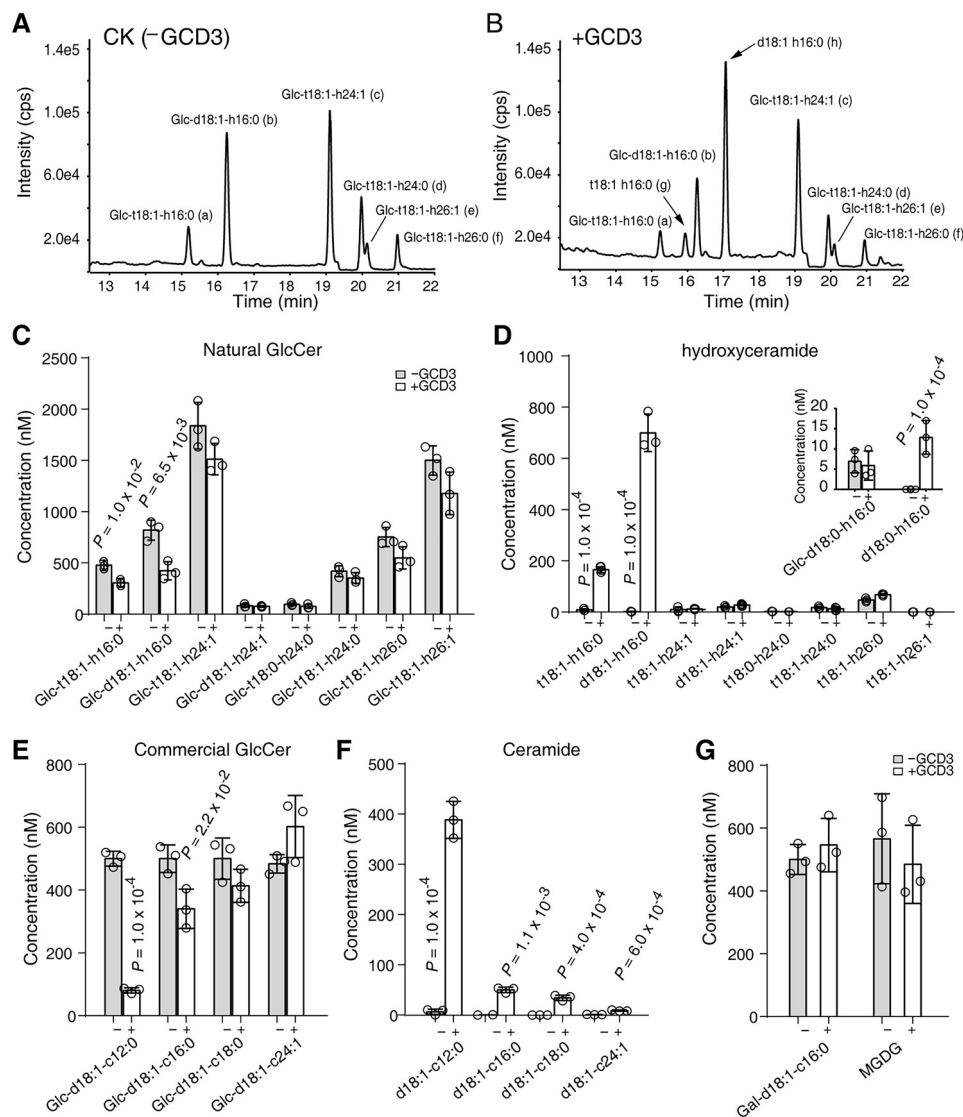 A
CK (−GCD3)
Intensity (cps)
1.4e5
1.0e5
6.0e4
2.0e4
Glc-t18:1-h16:0 (a)
Glc-d18:1-h16:0 (b)
Glc-t18:1-h24:1 (c)
Glc-t18:1-h24:0 (d)
Glc-t18:1-h26:1 (e)
Glc-t18:1-h26:0 (f)
13 14 15 16 17 18 19 20 21 22
Time (min)
B
+GCD3
Intensity (cps)
1.4e5
1.0e5
6.0e4
2.0e4
d18:1 h16:0 (h)
Glc-t18:1-h24:1 (c)
Glc-d18:1-h16:0 (b)
t18:1 h16:0 (g)
Glc-t18:1-h16:0 (a)
Glc-t18:1-h24:0 (d)
Glc-t18:1-h26:1 (e)
Glc-t18:1-h26:0 (f)
13 14 15 16 17 18 19 20 21 22
Time (min)
C
Natural GlcCer
−GCD3
+GCD3
Concentration (nM)
2500
2000
1500
1000
500
0
P = 1.0 x 10-2
P = 6.5 x 10-3
− + − + − + − + − + − + − + − +
Glc-t18:1-h16:0
Glc-d18:1-h16:0
Glc-t18:1-h24:1
Glc-d18:1-h24:1
Glc-t18:0-h24:0
Glc-t18:1-h24:0
Glc-t18:1-h26:0
Glc-t18:1-h26:1
D
hydroxyceramide
Concentration (nM)
1000
800
600
400
200
0
P = 1.0 x 10-4
P = 1.0 x 10-4
− + − + − + − + − + − + − + − +
t18:1-h16:0
d18:1-h16:0
t18:1-h24:1
d18:1-h24:1
t18:0-h24:0
t18:1-h24:0
t18:1-h26:0
t18:1-h26:1
Concentration (nM)
20
15
10
5
0
P = 1.0 x 10-4
− + − +
Glc-d18:0-h16:0
d18:0-h16:0
E
Commercial GlcCer
Concentration (nM)
800
600
400
200
0
P = 1.0 x 10-4
P = 2.2 x 10-2
− + − + − + − +
Glc-d18:1-c12:0
Glc-d18:1-c16:0
Glc-d18:1-c18:0
Glc-d18:1-c24:1
F
Ceramide
Concentration (nM)
500
400
300
200
100
0
P = 1.0 x 10-4
P = 1.1 x 10-3
P = 4.0 x 10-4
P = 6.0 x 10-4
− + − + − + − +
d18:1-c12:0
d18:1-c16:0
d18:1-c18:0
d18:1-c24:1
G
−GCD3
+GCD3
Concentration (nM)
800
600
400
200
0
− + − +
Gal-d18:1-c16:0
MGDG